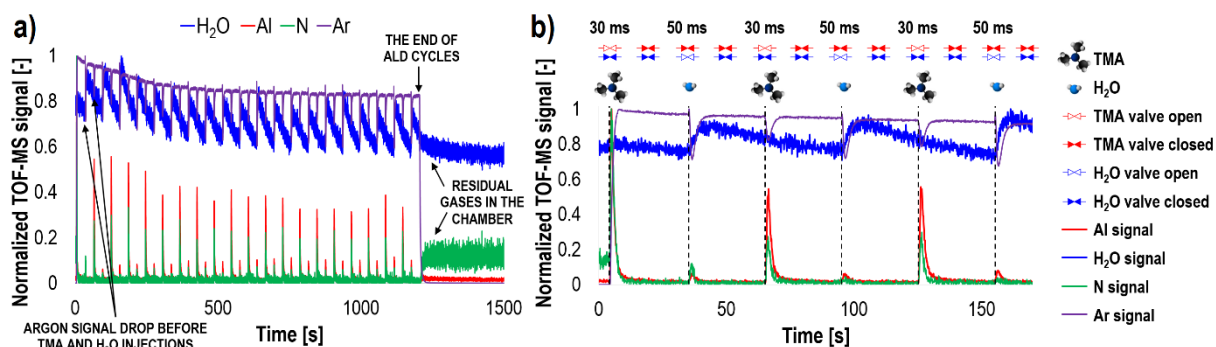 a)
H₂O Al N Ar
Normalized TOF-MS signal [-]
1
0.8
0.6
0.4
0.2
0
THE END OF
ALD CYCLES
RESIDUAL
GASES IN THE
CHAMBER
0 500 1000 1500
Time [s]
ARGON SIGNAL DROP BEFORE
TMA AND H₂O INJECTIONS
b)
30 ms 50 ms 30 ms 50 ms 30 ms 50 ms
Normalized TOF-MS signal [-]
1
0.8
0.6
0.4
0.2
0
0 50 100 150
Time [s]
TMA
H₂O
TMA valve open
TMA valve closed
H₂O valve open
H₂O valve closed
Al signal
H₂O signal
N signal
Ar signal